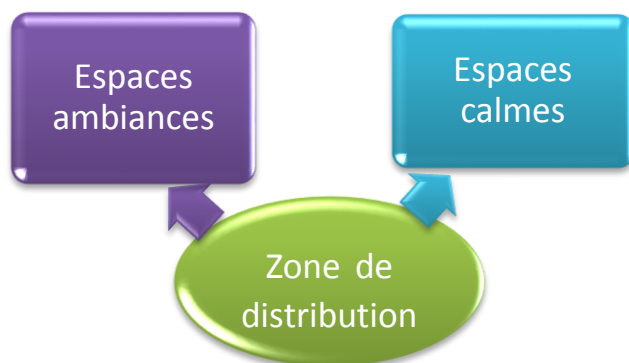 Espaces
ambiances
Espaces
calmes
Zone de
distribution